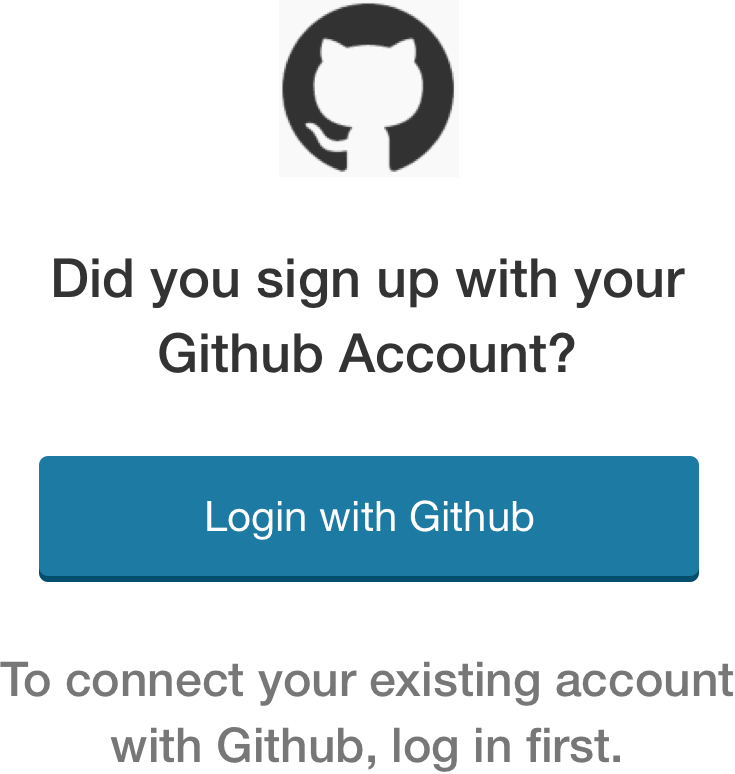 Did you sign up with your
Github Account?
Login with Github
To connect your existing account
with Github, log in first.